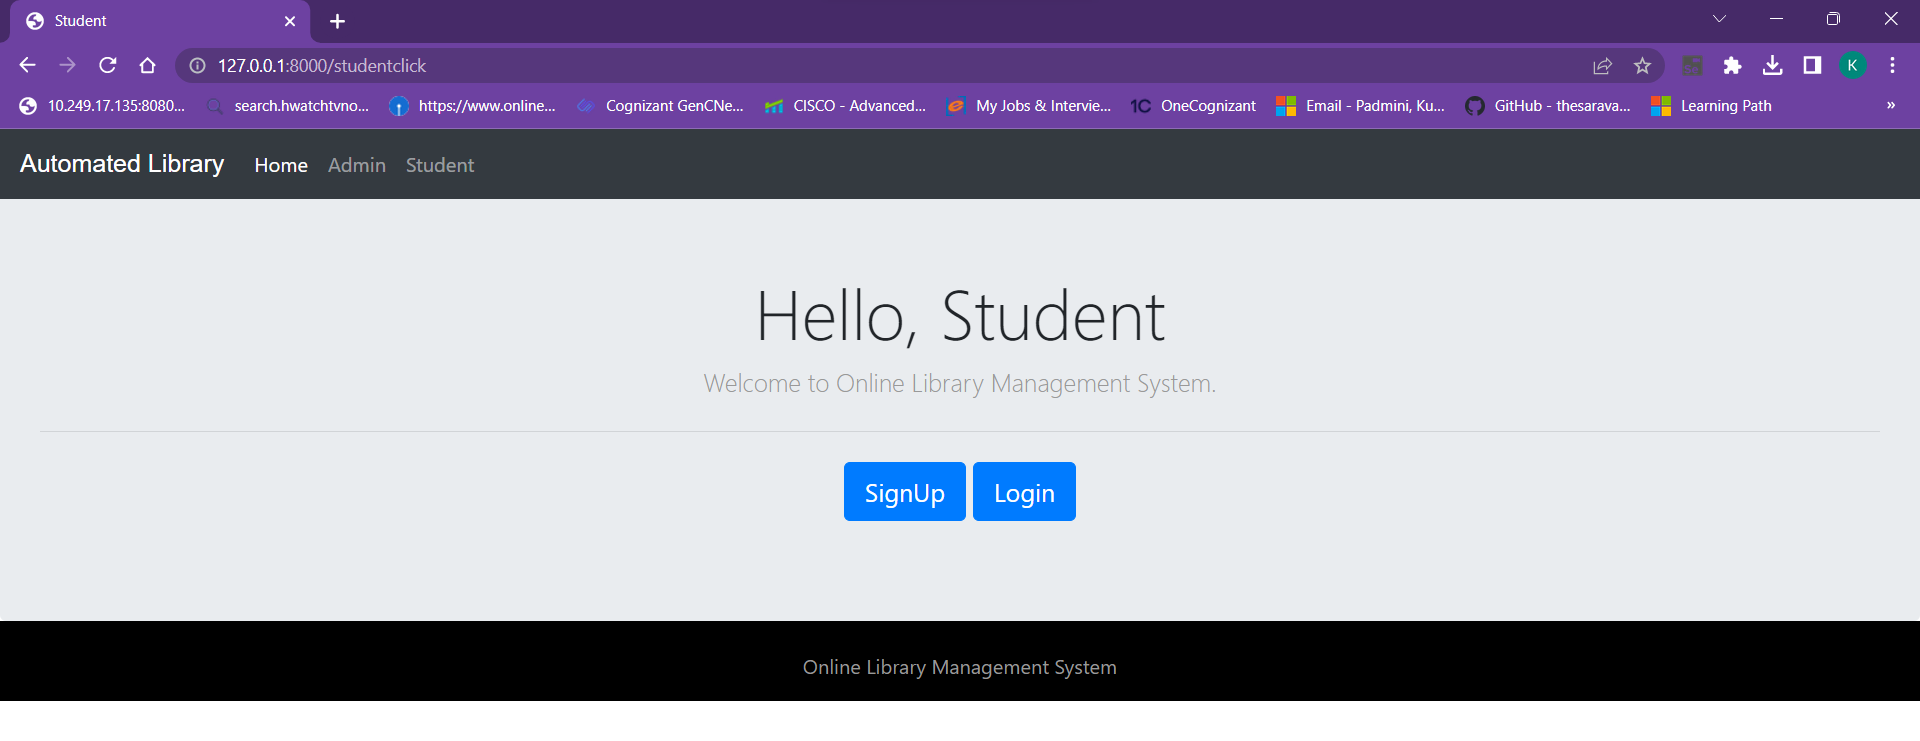 Student
127.0.0.1:8000/studentclick
K
10.249.17.135:8080... search.hwatchtvno... https://www.online... Cognizant GenCNe... CISCO - Advanced... My Jobs & Intervie... 1C OneCognizant Email - Padmini, Ku... GitHub - thesarava... Learning Path »
Automated Library Home Admin Student
Hello, Student
Welcome to Online Library Management System.
SignUp Login
Online Library Management System